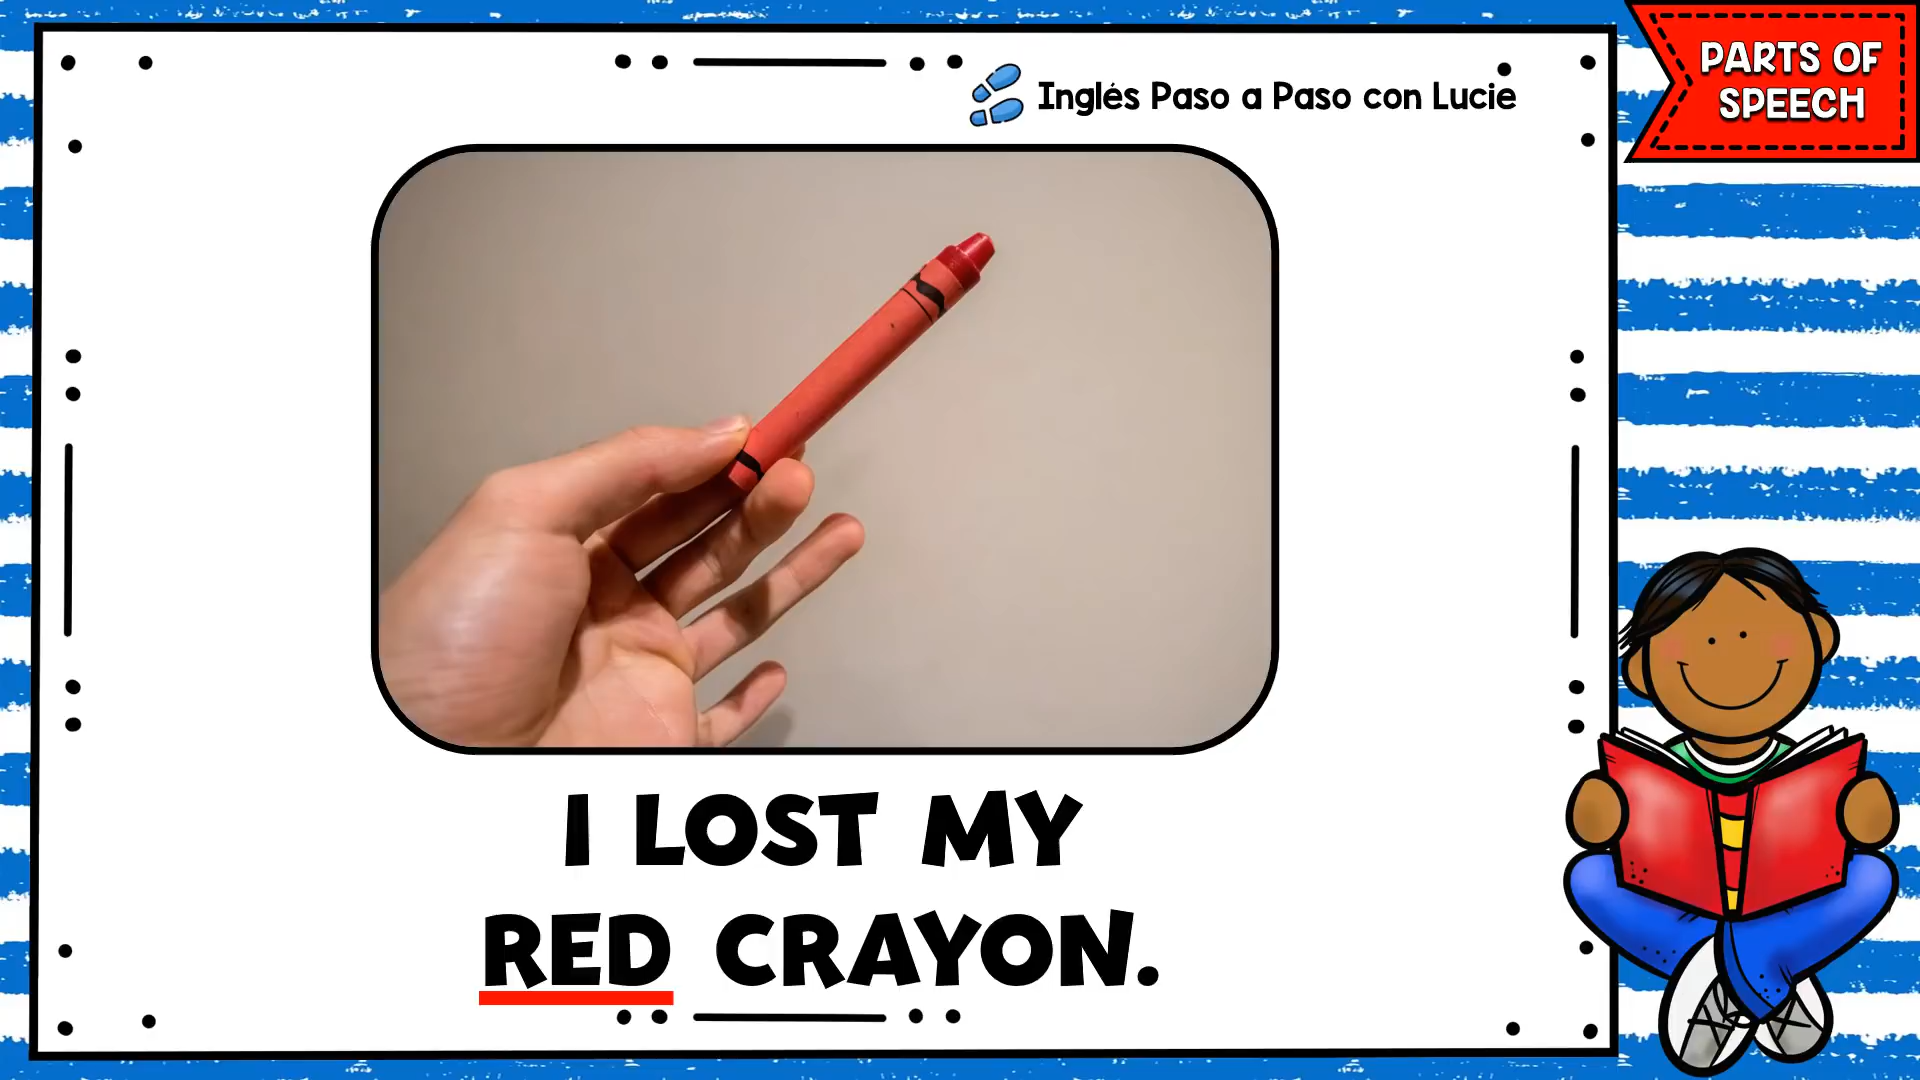 PARTS OF
SPEECH
Inglés Paso a Paso con Lucie
I LOST MY
RED CRAYON.